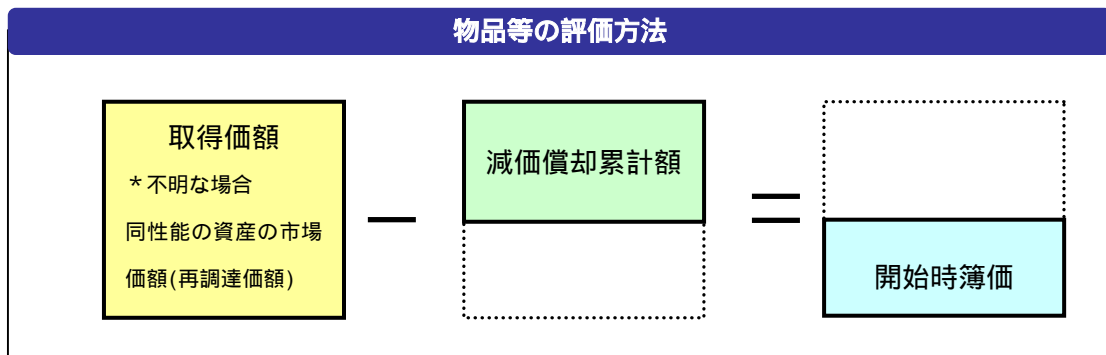 物品等の評価方法
取得価額
*不明な場合
同性能の資産の市場
価額(再調達価額)
―
減価償却累計額
=
開始時簿価